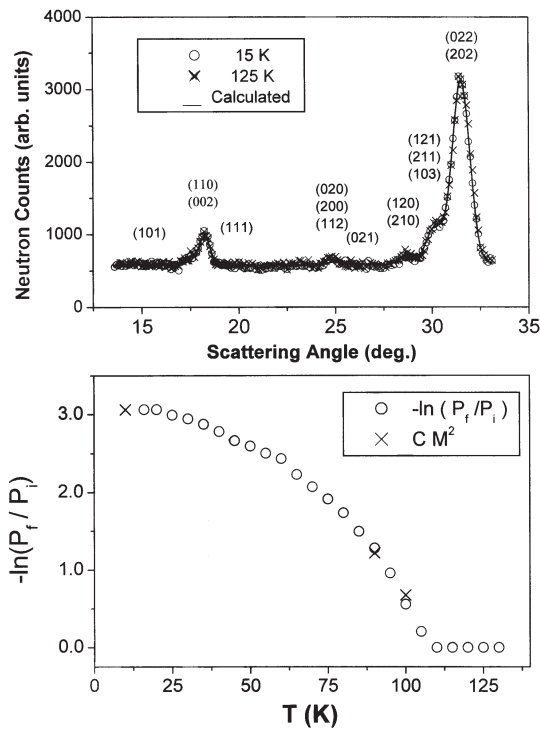 4000
3000
2000
1000
0
Neutron Counts (arb. units)
15 K
125 K
Calculated
(101)
(110)
(002)
(111)
(020)
(200)
(112)
(021)
(120)
(210)
(121)
(211)
(103)
(022)
(202)
15 20 25 30 35
Scattering Angle (deg.)
3.0
2.0
1.0
0.0
-ln(Pf / Pi)
-ln ( Pf /Pi )
C M²
0 25 50 75 100 125
T (K)